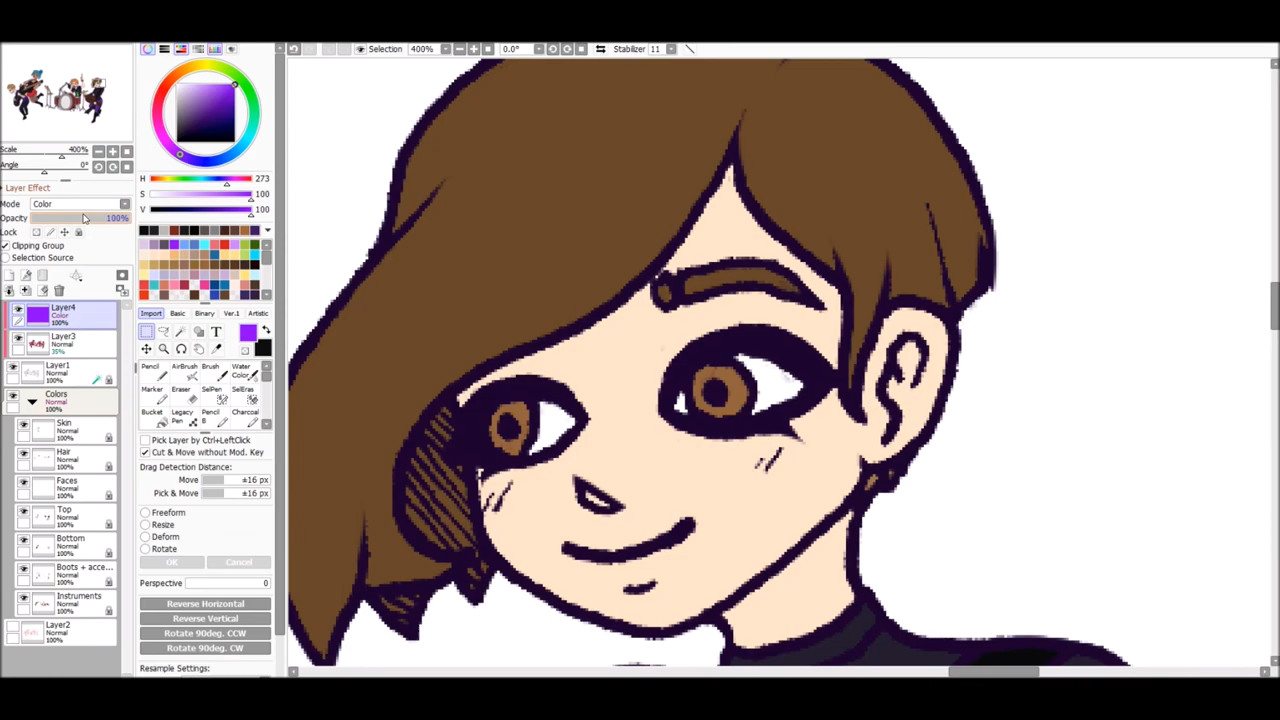 Selection 400% 0.0° Stabilizer 11
Scale 400%
Angle 0°
Layer Effect
Mode Color
Opacity 100%
Lock
Clipping Group
Selection Source
Layer4
Color
100%
Layer3
Normal
35%
Layer1
Normal
100%
Colors
Normal
100%
Skin
Normal
100%
Hair
Normal
100%
Faces
Normal
100%
Top
Normal
100%
Bottom
Normal
100%
Boots + acce...
Normal
100%
Instruments
Normal
100%
Layer2
Normal
100%
H 273
S 100
V 100
Import Basic Ver.1 Binary Artistic
T
Pencil AirBrush Brush Water Color
Marker Eraser SelPen SelEras
Bucket Legacy Pen Pencil 8 Charcoal
Pick Layer by Ctrl+LeftClick
Cut & Move without Mod. Key
Drag Detection Distance:
Move ±16 px
Pick & Move ±16 px
Freeform
Resize
Deform
Rotate
OK Cancel
Perspective 0
Reverse Horizontal
Reverse Vertical
Rotate 90deg. CCW
Rotate 90deg. CW
Resample Settings: